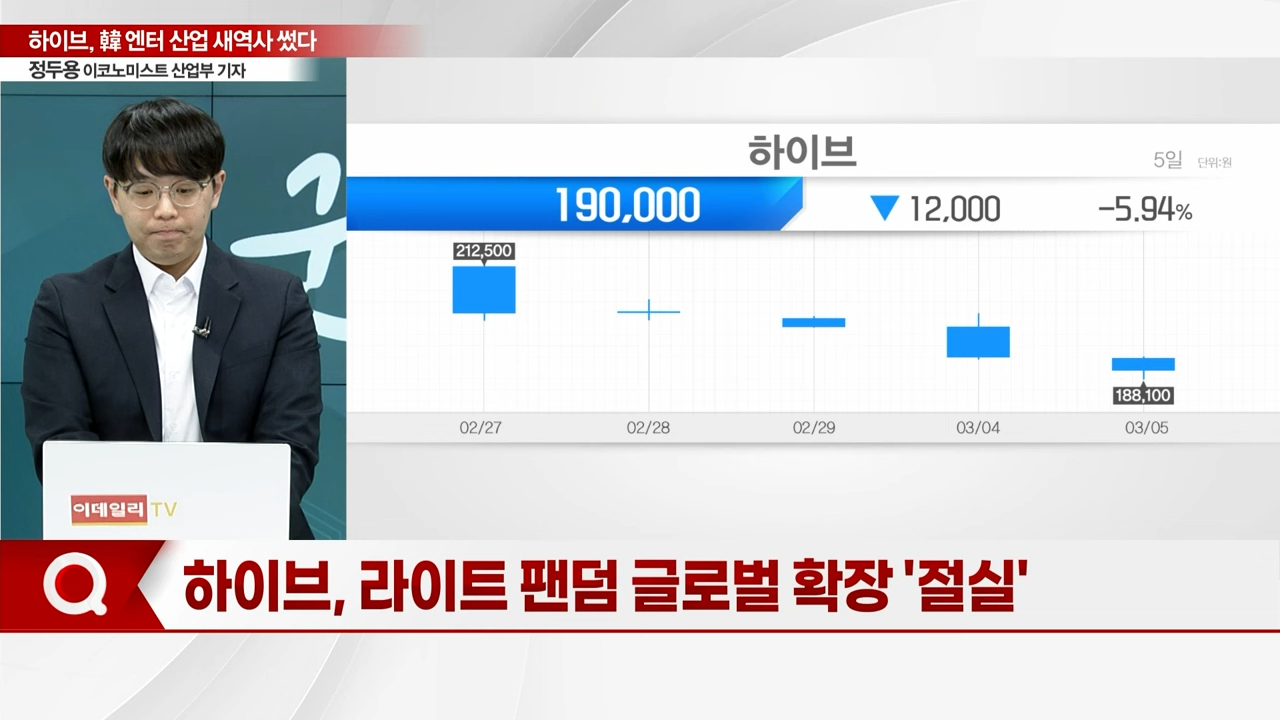 하이브, 韓 엔터 산업 새역사 썼다
정두용 이코노미스트 산업부 기자
하이브
5일 단위:원
190,000 ▼ 12,000 -5.94%
212,500
188,100
02/27 02/28 02/29 03/04 03/05
이데일리 TV
하이브, 라이트 팬덤 글로벌 확장 '절실'